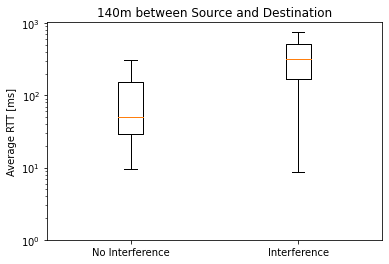 140m between Source and Destination
Average RTT [ms]
10³
10²
10¹
10⁰
No Interference
Interference